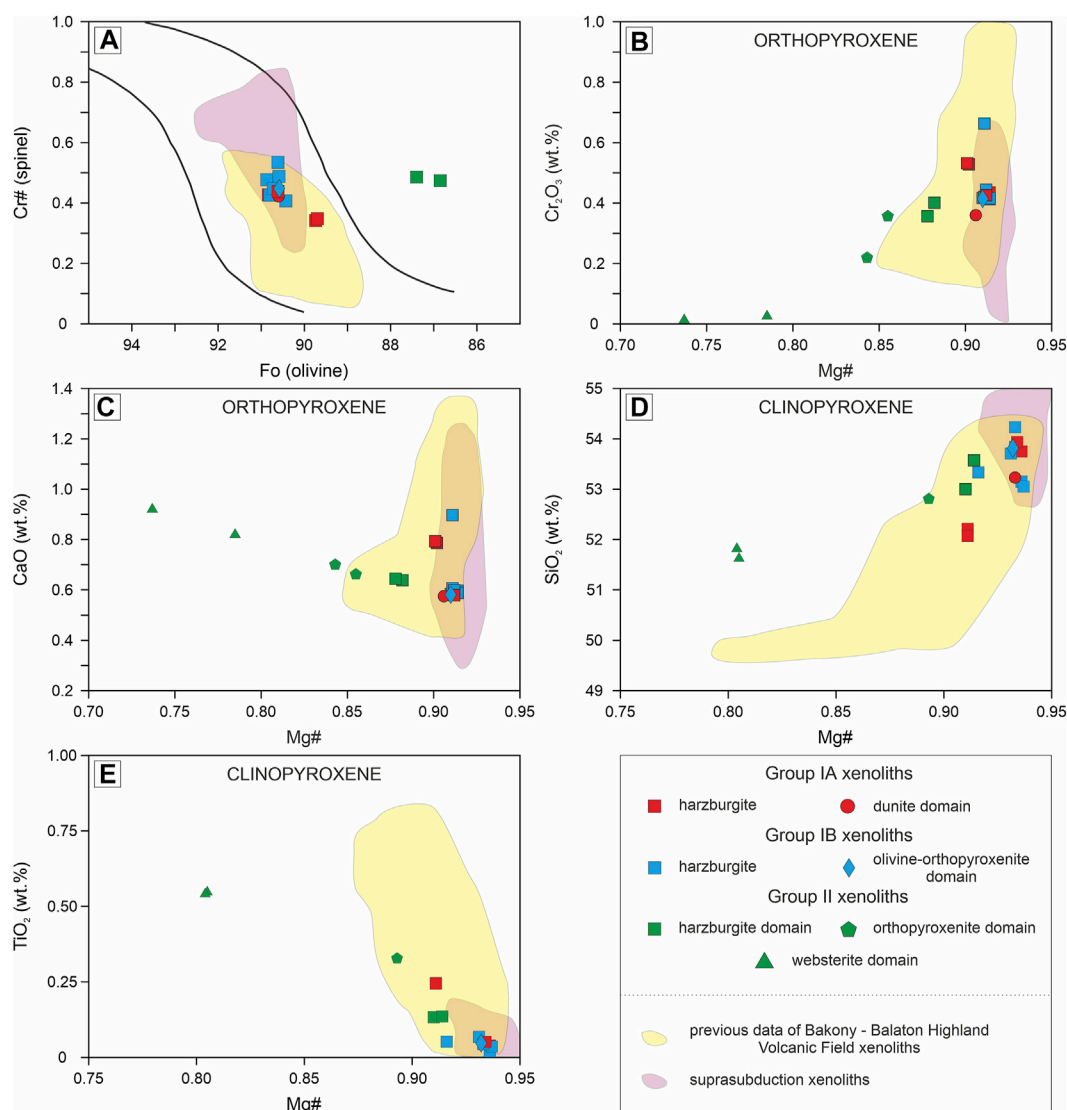 A
1.0
0.8
0.6
0.4
0.2
0
Cr# (spinel)
94 92 90 88 86
Fo (olivine)
B
ORTHOPYROXENE
1.0
0.8
0.6
0.4
0.2
0
Cr₂O₃ (wt.%)
0.70 0.75 0.80 0.85 0.90 0.95
Mg#
C
ORTHOPYROXENE
1.4
1.2
1.0
0.8
0.6
0.4
0.2
CaO (wt.%)
0.70 0.75 0.80 0.85 0.90 0.95
Mg#
D
CLINOPYROXENE
55
54
53
52
51
50
49
SiO₂ (wt.%)
0.75 0.80 0.85 0.90 0.95
Mg#
E
CLINOPYROXENE
1.00
0.75
0.50
0.25
0
TiO₂ (wt.%)
0.75 0.80 0.85 0.90 0.95
Mg#
Group IA xenoliths
harzburgite dunite domain
Group IB xenoliths
harzburgite olivine-orthopyroxenite
domain
Group II xenoliths
harzburgite domain orthopyroxenite domain
websterite domain
previous data of Bakony - Balaton Highland
Volcanic Field xenoliths
suprasubduction xenoliths